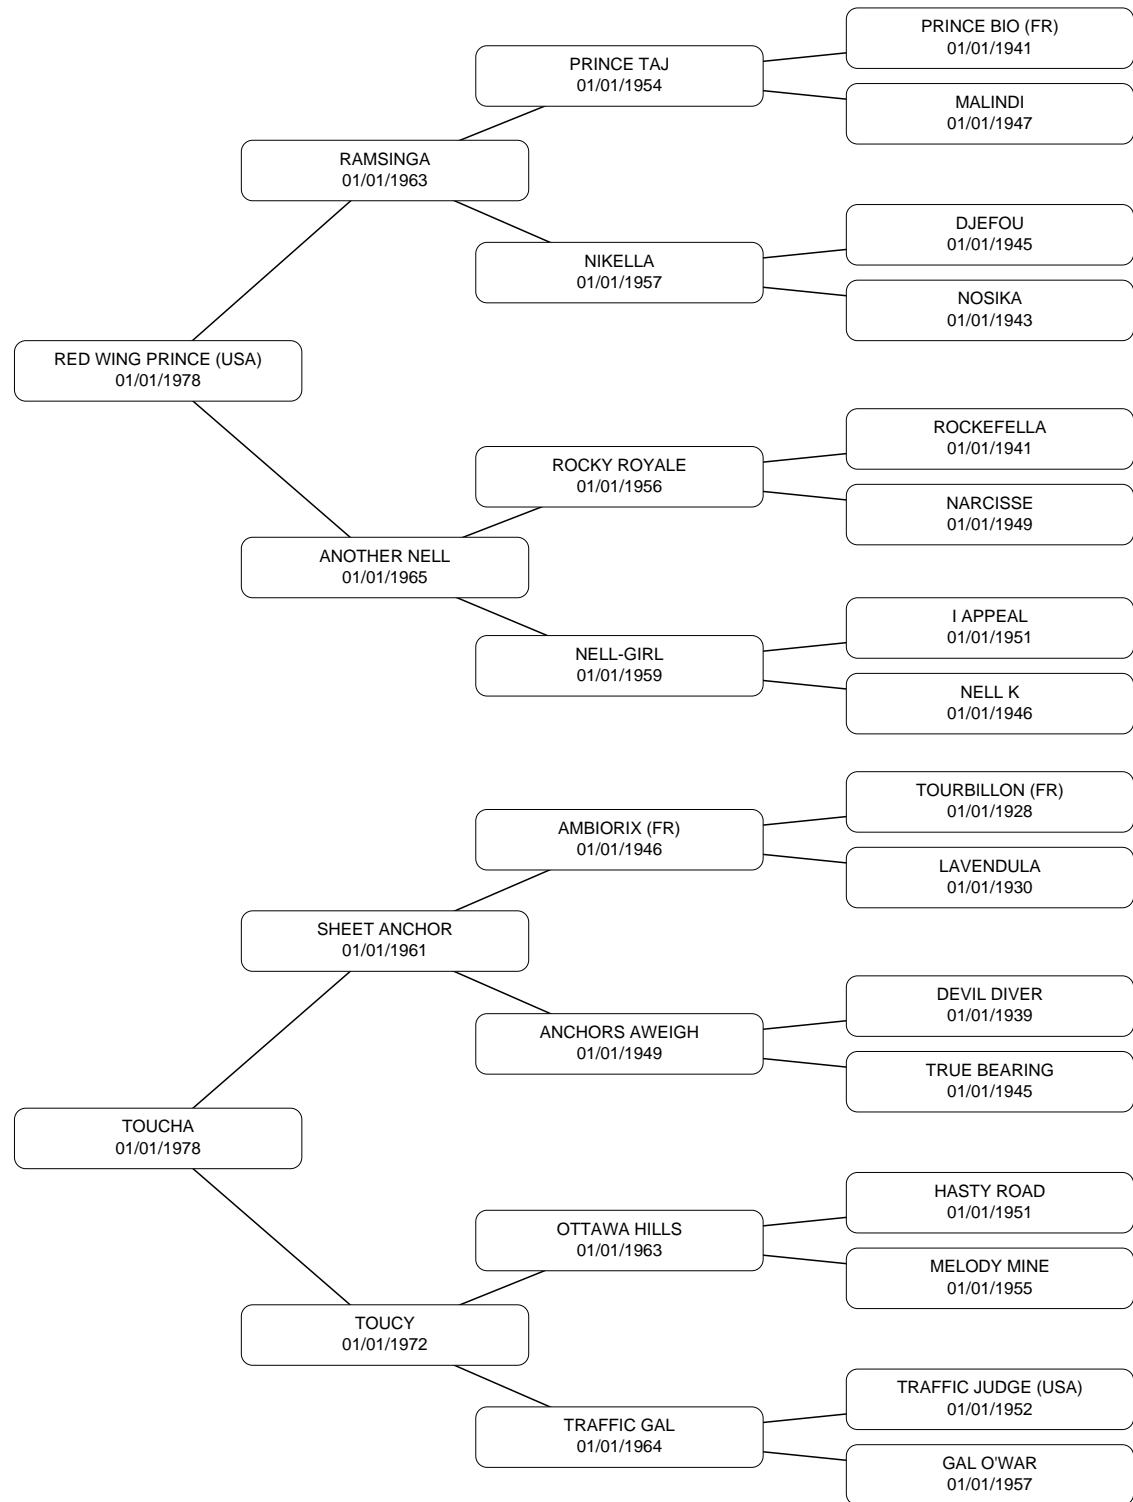 PRINCE BIO (FR)
01/01/1941
PRINCE TAJ
01/01/1954
MALINDI
01/01/1947
RAMSINGA
01/01/1963
DJEFOU
01/01/1945
NIKELLA
01/01/1957
NOSIKA
01/01/1943
RED WING PRINCE (USA)
01/01/1978
ROCKEFELLA
01/01/1941
ROCKY ROYALE
01/01/1956
NARCISSE
01/01/1949
ANOTHER NELL
01/01/1965
I APPEAL
01/01/1951
NELL-GIRL
01/01/1959
NELL K
01/01/1946
TOURBILLON (FR)
01/01/1928
AMBIORIX (FR)
01/01/1946
LAVENDULA
01/01/1930
SHEET ANCHOR
01/01/1961
DEVIL DIVER
01/01/1939
ANCHORS AWEIGH
01/01/1949
TRUE BEARING
01/01/1945
TOUCHA
01/01/1978
HASTY ROAD
01/01/1951
OTTAWA HILLS
01/01/1963
MELODY MINE
01/01/1955
TOUCY
01/01/1972
TRAFFIC JUDGE (USA)
01/01/1952
TRAFFIC GAL
01/01/1964
GAL O'WAR
01/01/1957